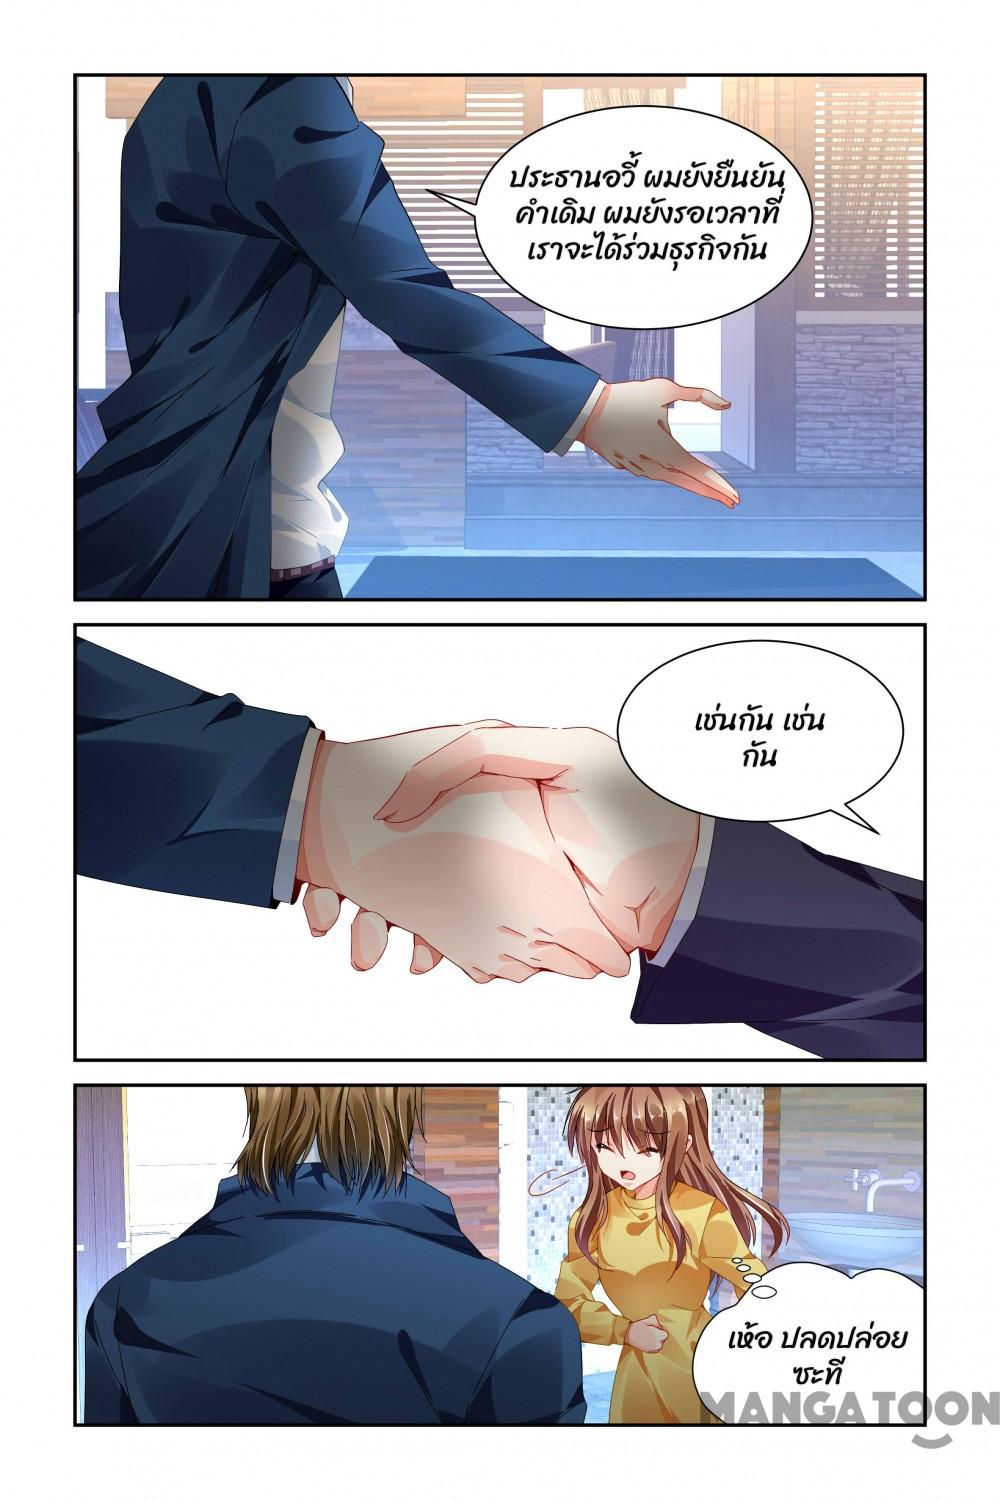 ประธานอวี้ ผมยังยืนยัน
คำเดิม ผมยังรอเวลาที่
เราจะได้ร่วมธุรกิจกัน
เช่นกัน เช่น
กัน
เห้อ ปลดปล่อย
ซะที
MANGATOON